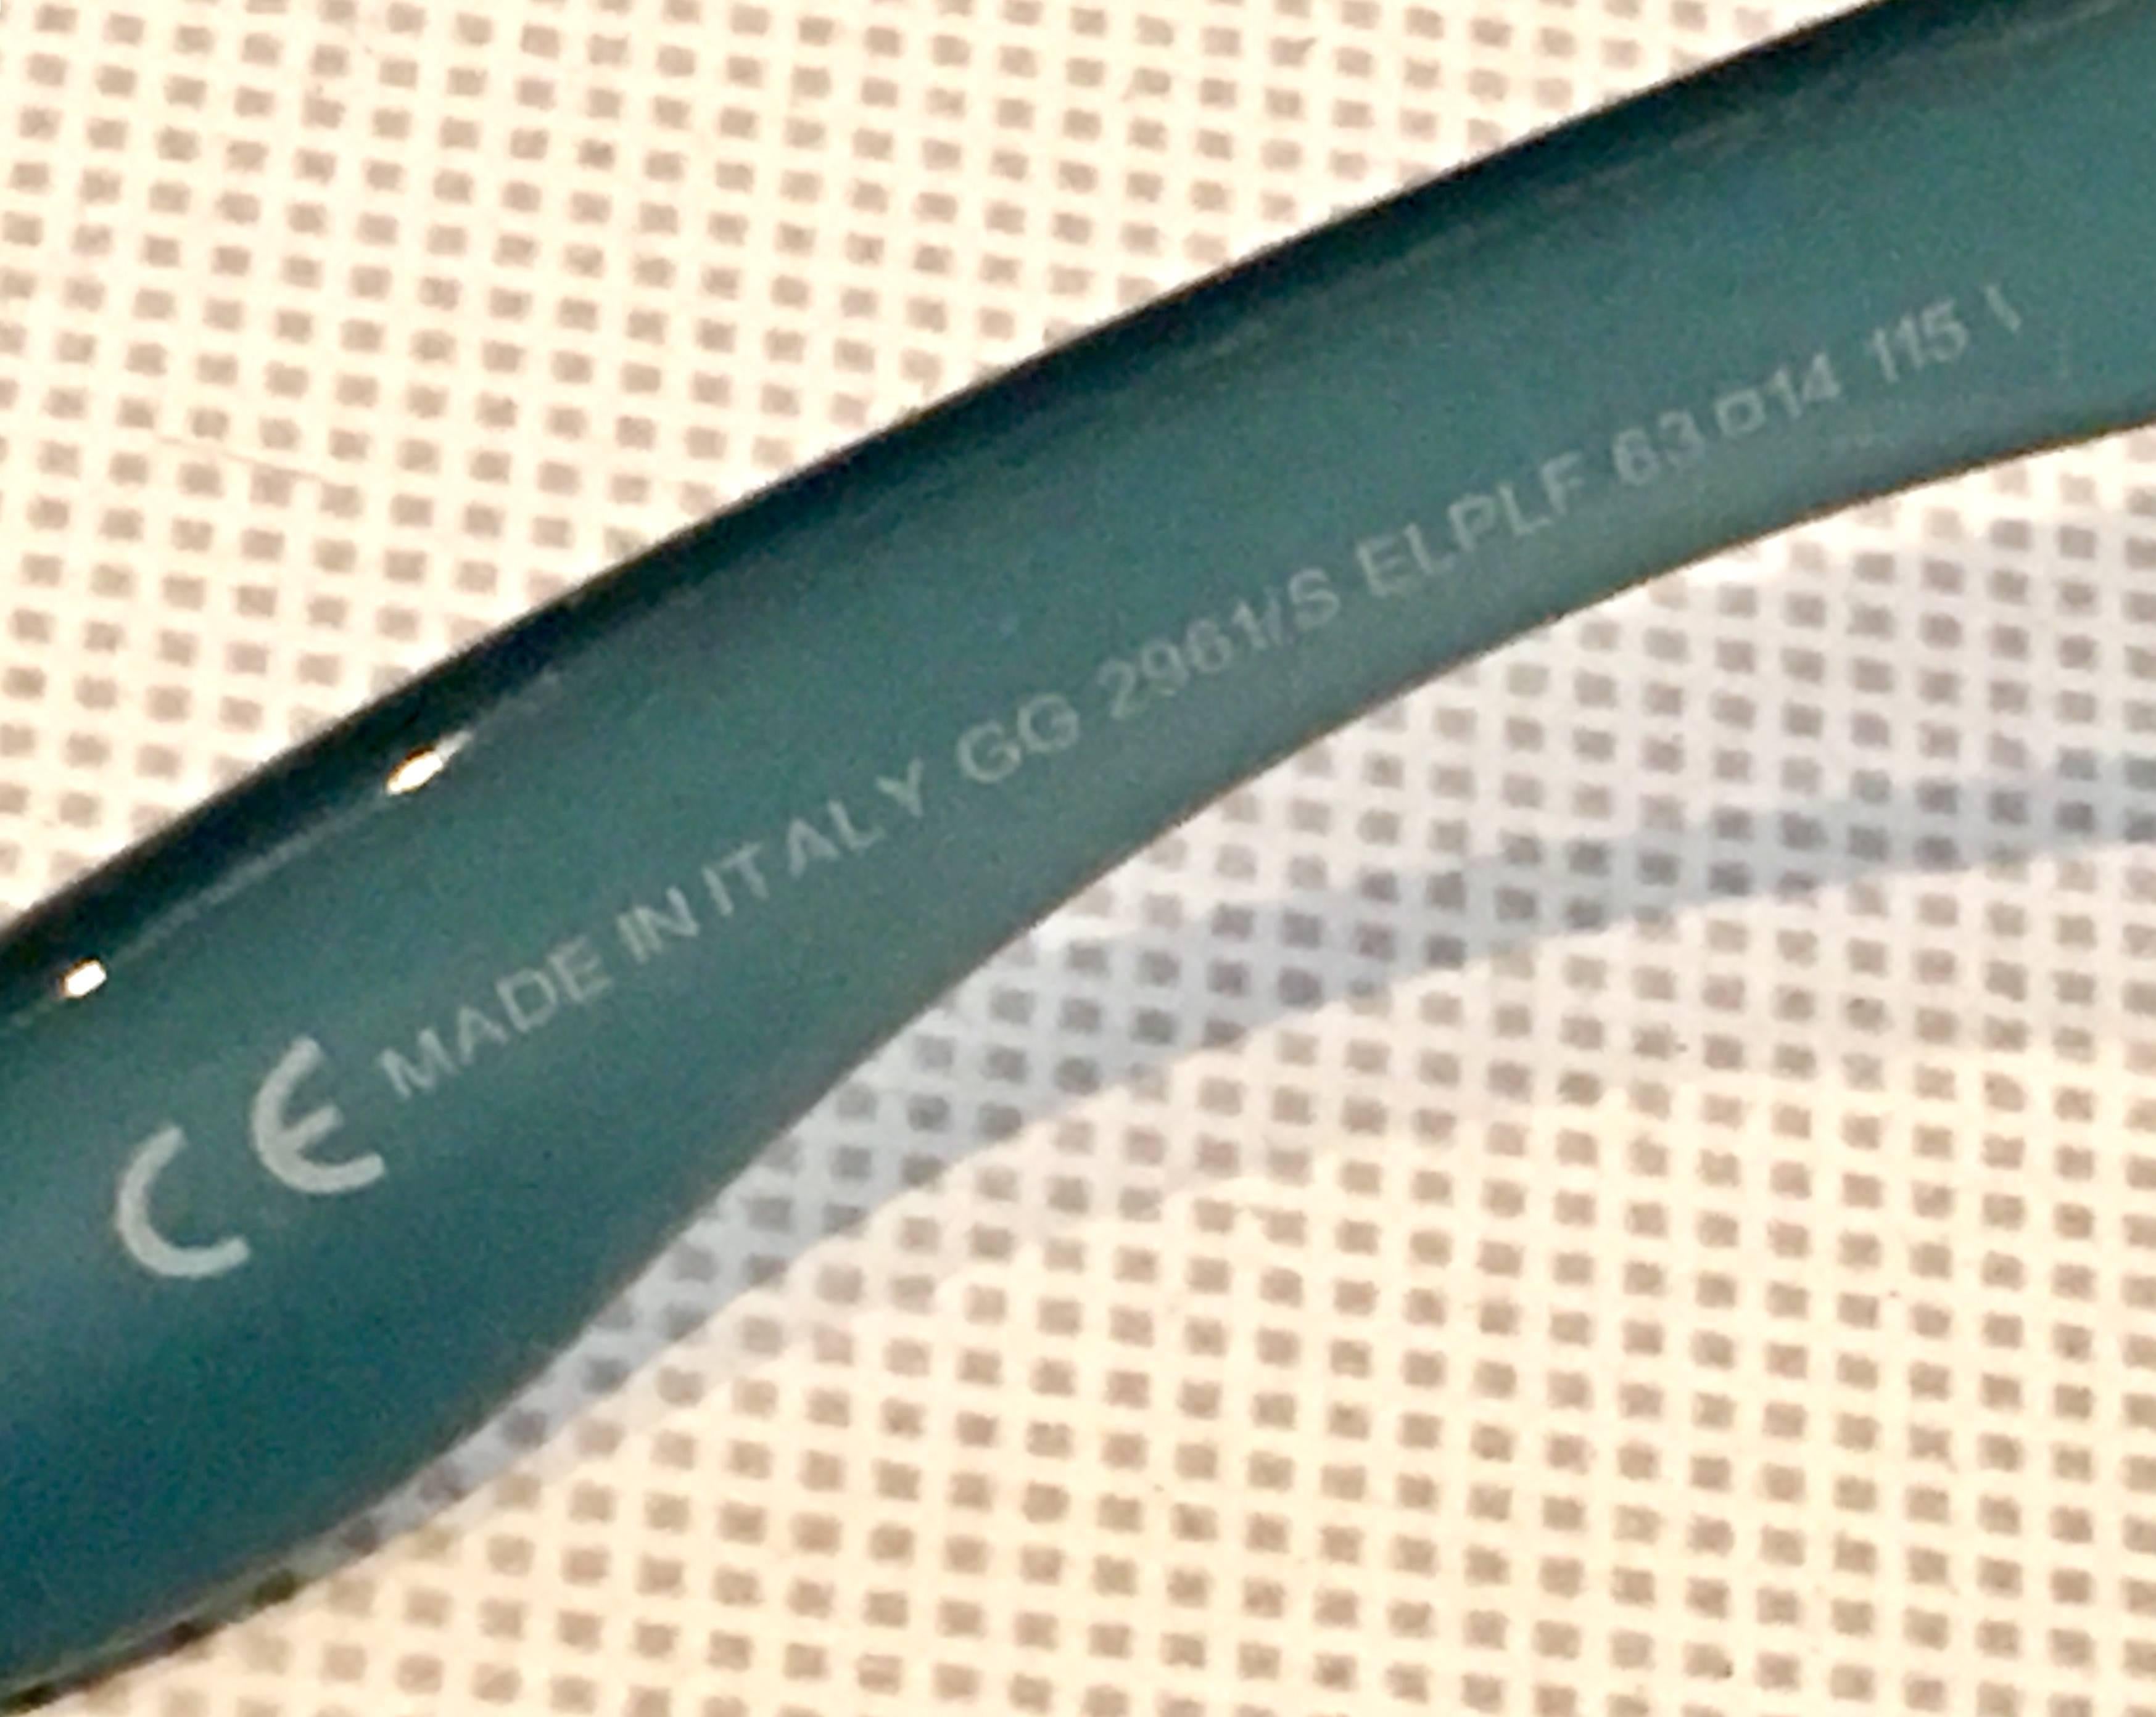 CE MADE IN ITALY GG 2961/S ELPLF 63□14 115